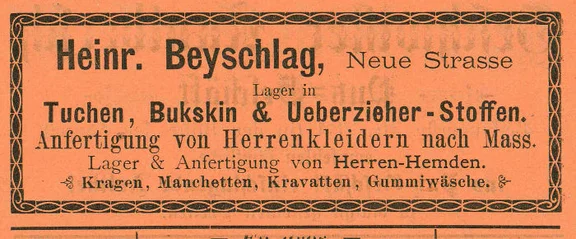 Heinr. Beyschlag, Neue Strasse
Lager in
Tuchen, Bukskin & Ueberzieher-Stoffen.
Anfertigung von Herrenkleidern nach Mass.
Lager & Anfertigung von Herren-Hemden.
Kragen, Manchetten, Kravatten, Gummiwäsche.